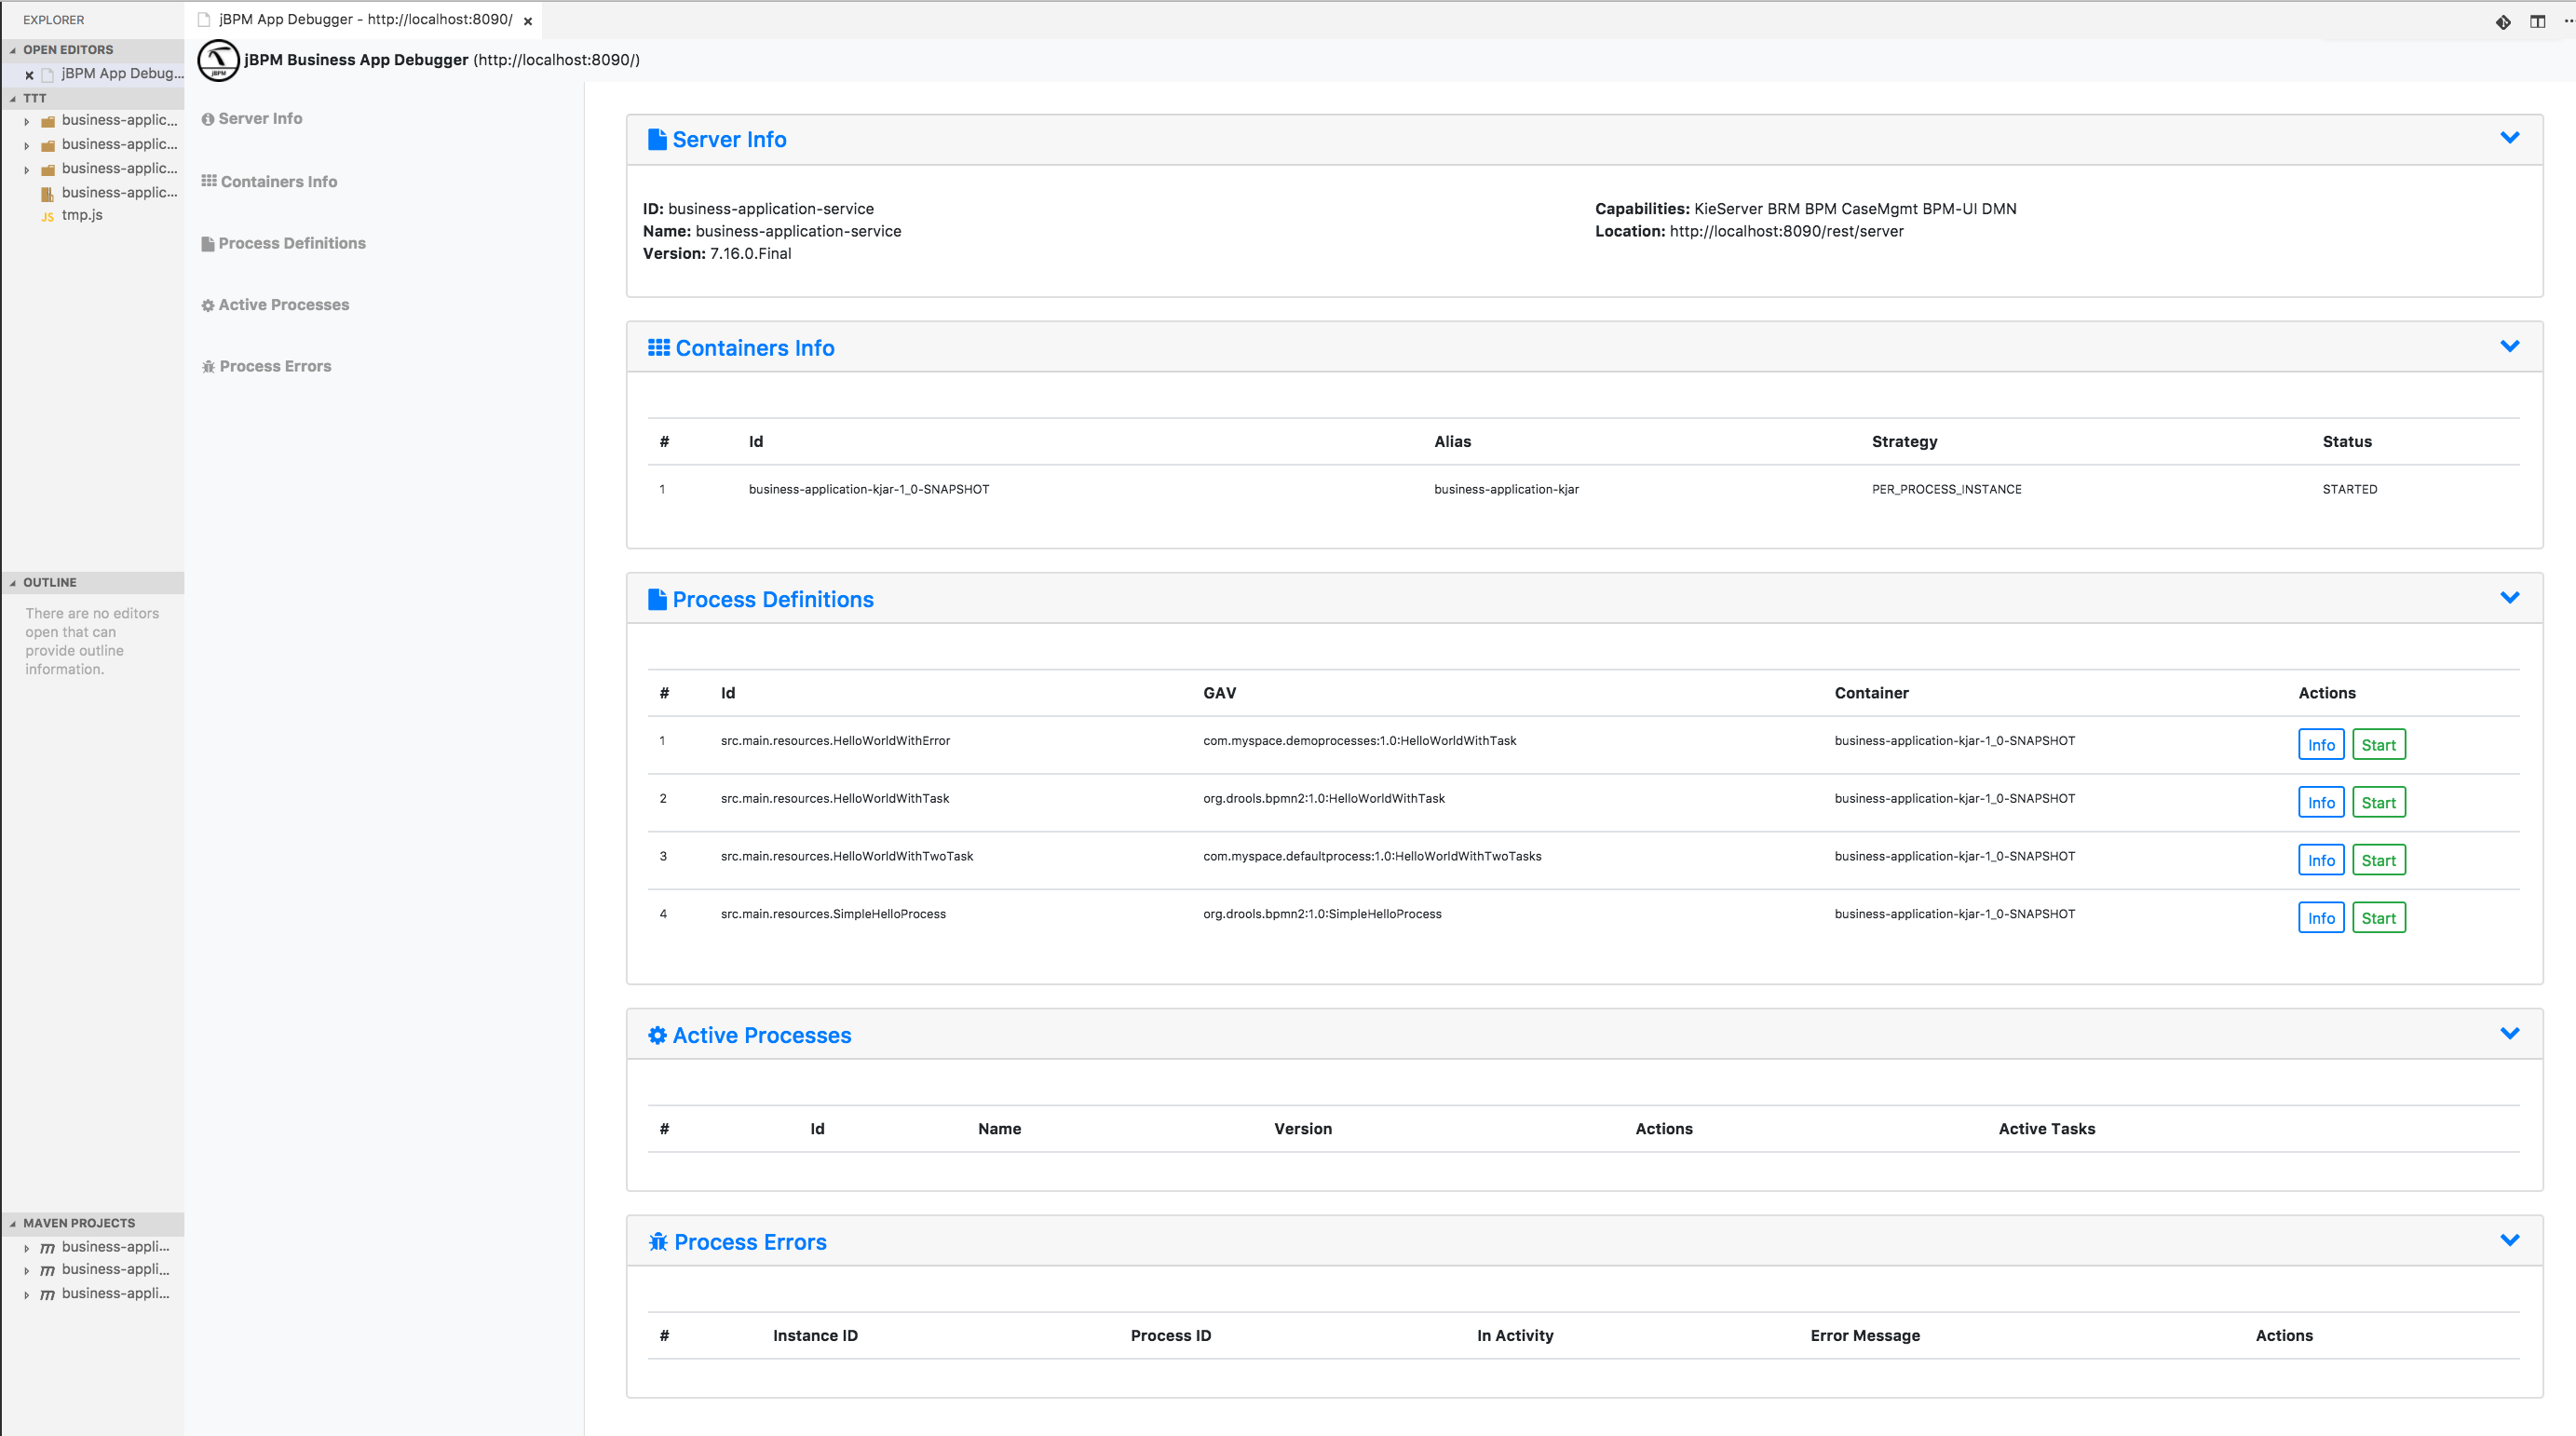 EXPLORER
OPEN EDITORS
jBPM App Debug...
TTT
business-applic...
business-applic...
business-applic...
business-applic...
JS tmp.js
OUTLINE
There are no editors
open that can
provide outline
information.
MAVEN PROJECTS
m business-appli...
m business-appli...
m business-appli...
jBPM App Debugger - http://localhost:8090/
jBPM
jBPM Business App Debugger (http://localhost:8090/)
Server Info
Containers Info
Process Definitions
Active Processes
Process Errors
Server Info
ID: business-application-service
Name: business-application-service
Version: 7.16.0.Final
Capabilities: KieServer BRM BPM CaseMgmt BPM-UI DMN
Location: http://localhost:8090/rest/server
Containers Info
# Id Alias Strategy Status
1 business-application-kjar-1_0-SNAPSHOT business-application-kjar PER_PROCESS_INSTANCE STARTED
Process Definitions
# Id GAV Container Actions
1 src.main.resources.HelloWorldWithError com.myspace.demoprocesses:1.0:HelloWorldWithTask business-application-kjar-1_0-SNAPSHOT Info Start
2 src.main.resources.HelloWorldWithTask org.drools.bpmn2:1.0:HelloWorldWithTask business-application-kjar-1_0-SNAPSHOT Info Start
3 src.main.resources.HelloWorldWithTwoTask com.myspace.defaultprocess:1.0:HelloWorldWithTwoTasks business-application-kjar-1_0-SNAPSHOT Info Start
4 src.main.resources.SimpleHelloProcess org.drools.bpmn2:1.0:SimpleHelloProcess business-application-kjar-1_0-SNAPSHOT Info Start
Active Processes
# Id Name Version Actions Active Tasks
Process Errors
# Instance ID Process ID In Activity Error Message Actions